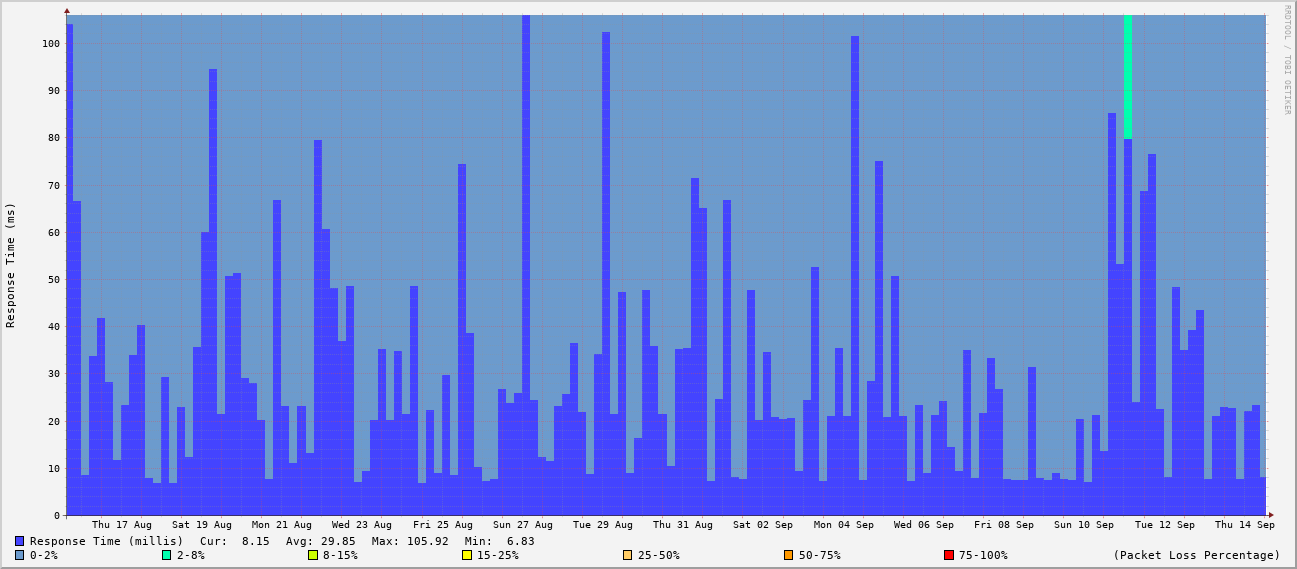 RRDTOOL / TOBI OETIKER
Response Time (ms)
100
90
80
70
60
50
40
30
20
10
0
Thu 17 Aug Sat 19 Aug Mon 21 Aug Wed 23 Aug Fri 25 Aug Sun 27 Aug Tue 29 Aug Thu 31 Aug Sat 02 Sep Mon 04 Sep Wed 06 Sep Fri 08 Sep Sun 10 Sep Tue 12 Sep Thu 14 Sep
Response Time (millis) Cur: 8.15 Avg: 29.85 Max: 105.92 Min: 6.83
0-2% 2-8% 8-15% 15-25% 25-50% 50-75% 75-100% (Packet Loss Percentage)